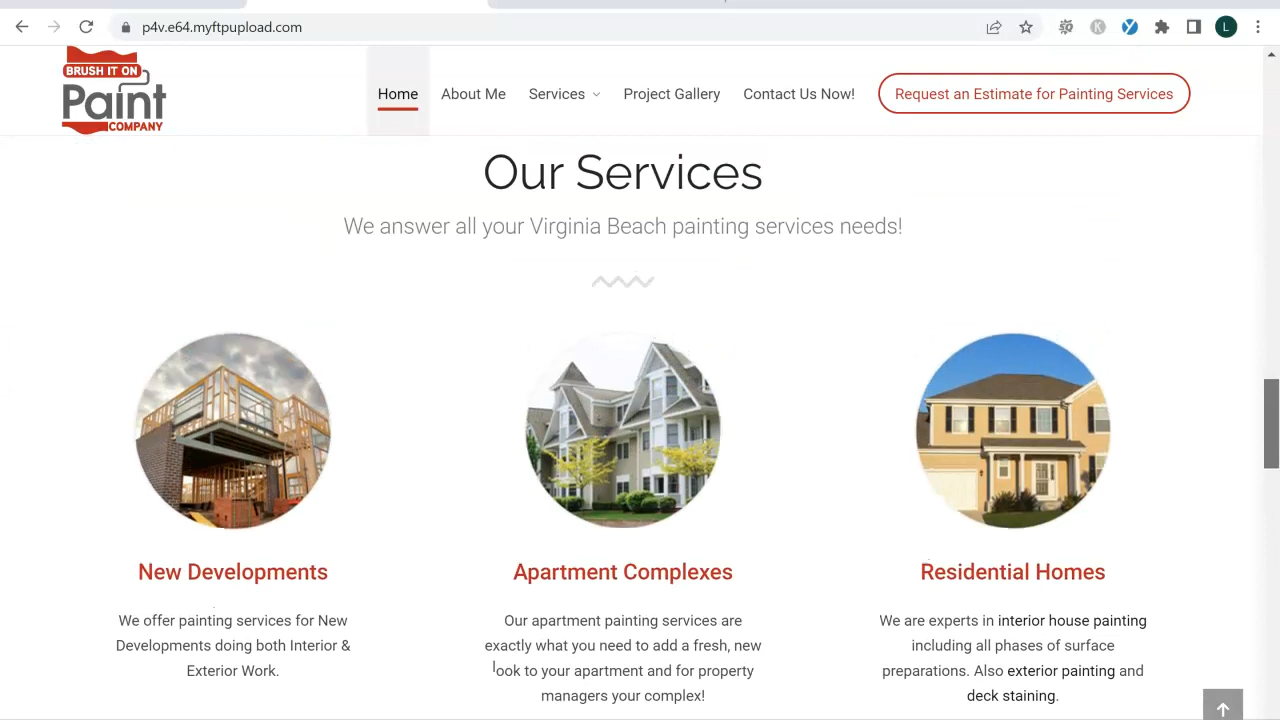 p4v.e64.myftpupload.com
L
BRUSH IT ON
Paint
COMPANY
Home
About Me
Services
Project Gallery
Contact Us Now!
Request an Estimate for Painting Services
Our Services
We answer all your Virginia Beach painting services needs!
New Developments
We offer painting services for New
Developments doing both Interior &
Exterior Work.
Apartment Complexes
Our apartment painting services are
exactly what you need to add a fresh, new
look to your apartment and for property
managers your complex!
Residential Homes
We are experts in interior house painting
including all phases of surface
preparations. Also exterior painting and
deck staining.